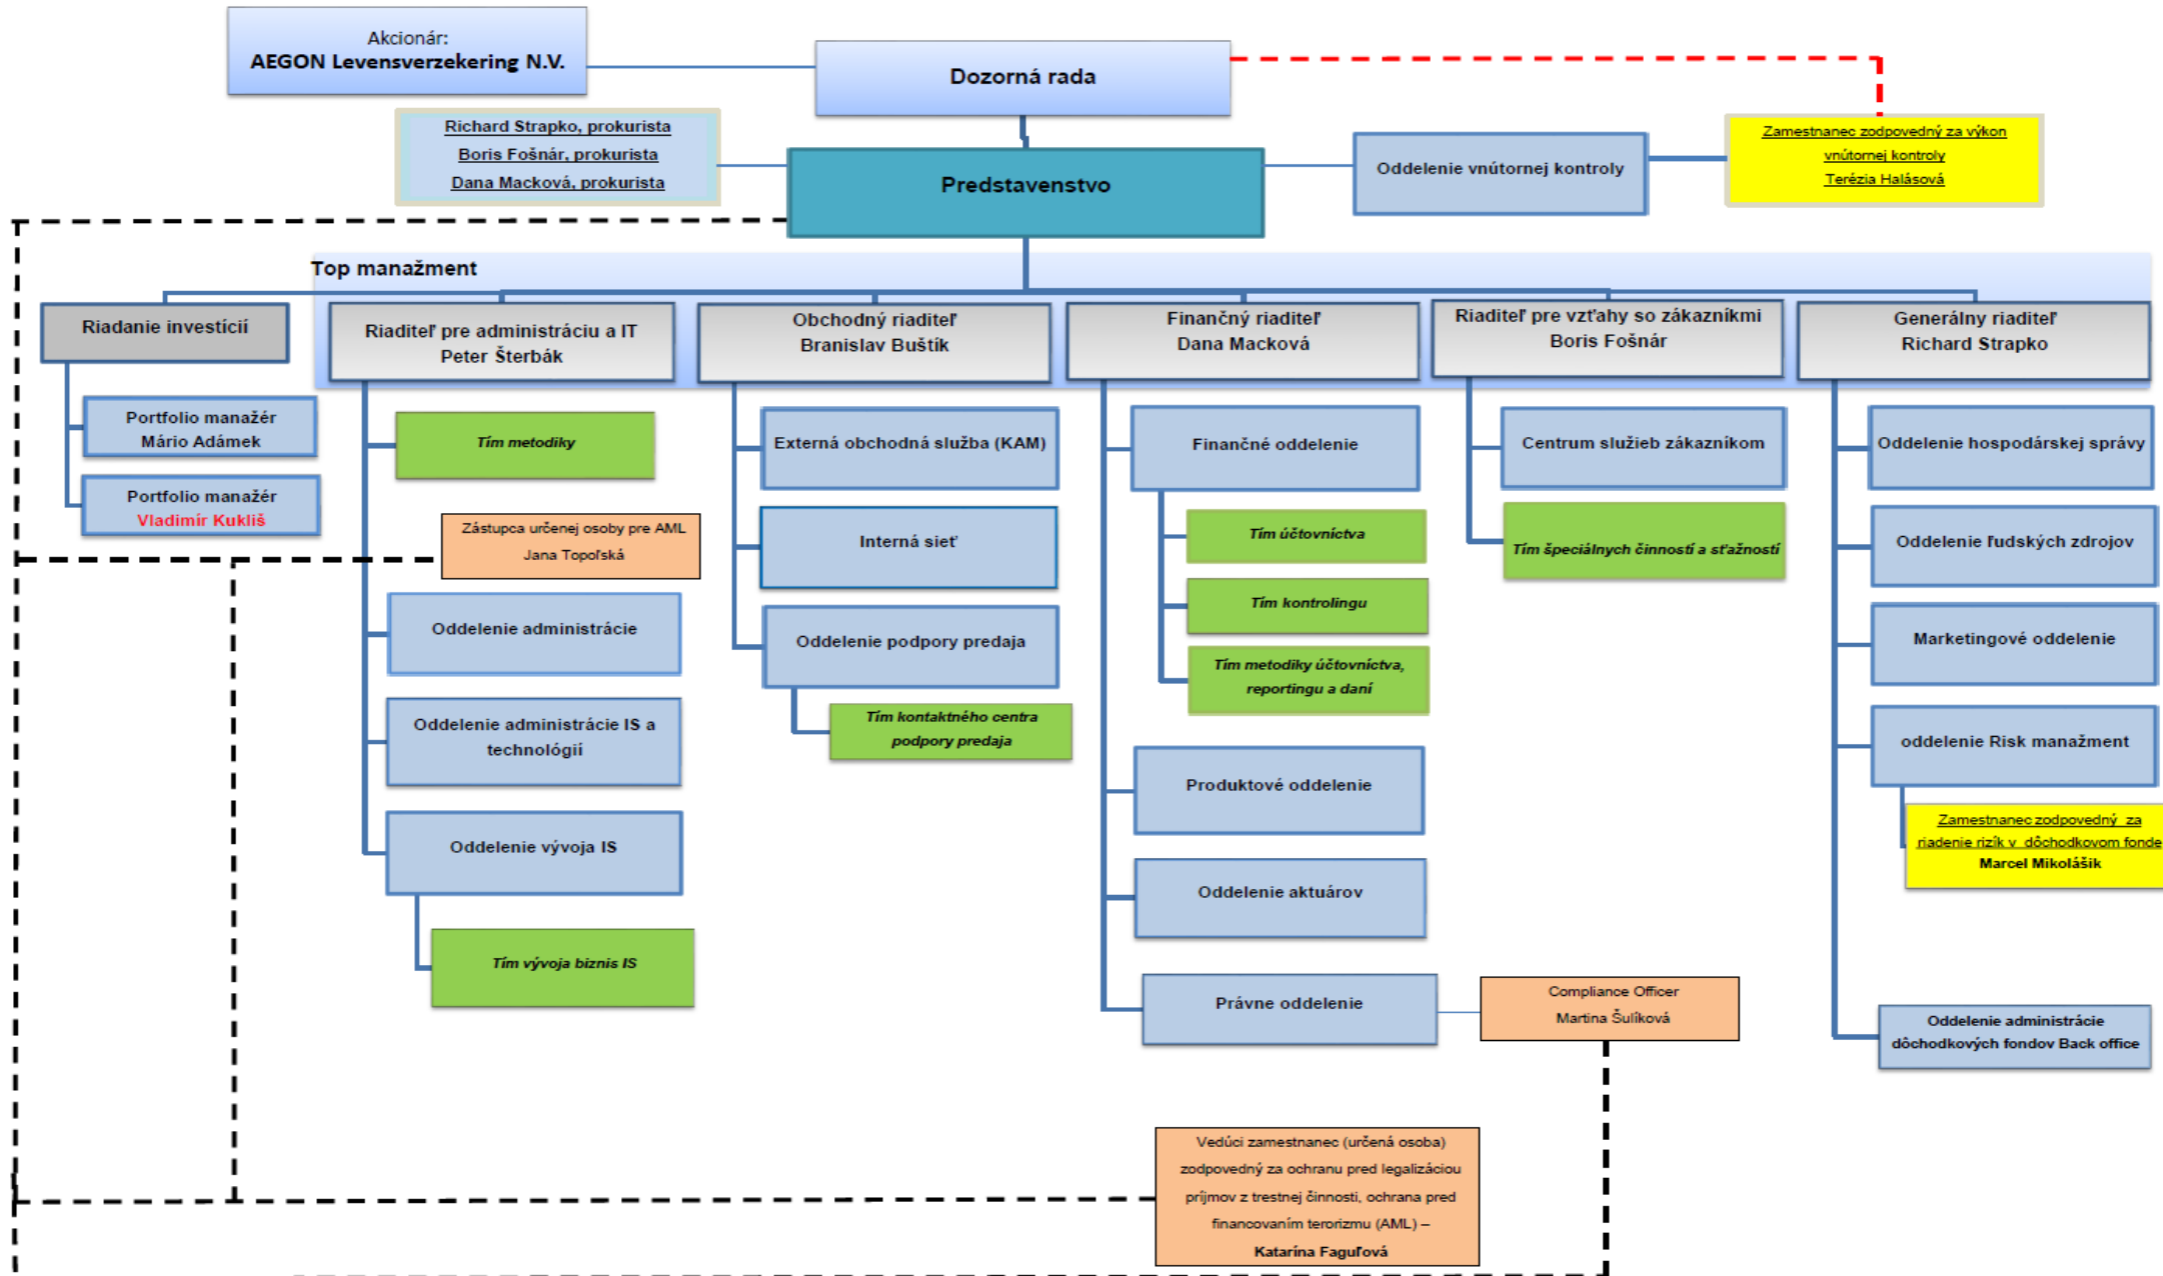 Akcionár:
AEGON Levensverzekering N.V.
Dozorná rada
Richard Strapko, prokurista
Boris Fošnár, prokurista
Dana Macková, prokurista
Predstavenstvo
Oddelenie vnútornej kontroly
Zamestnanec zodpovedný za výkon
vnútornej kontroly
Terézia Halásová
Top manažment
Riadanie investícií
Riaditeľ pre administráciu a IT
Peter Šterbák
Obchodný riaditeľ
Branislav Buštík
Finančný riaditeľ
Dana Macková
Riaditeľ pre vzťahy so zákazníkmi
Boris Fošnár
Generálny riaditeľ
Richard Strapko
Portfolio manažér
Mário Adámek
Portfolio manažér
Vladimír Kukliš
Tím metodiky
Zástupca určenej osoby pre AML
Jana Topoľská
Oddelenie administrácie
Oddelenie administrácie IS a
technológií
Oddelenie vývoja IS
Tím vývoja biznis IS
Externá obchodná služba (KAM)
Interná sieť
Oddelenie podpory predaja
Tím kontaktného centra
podpory predaja
Finančné oddelenie
Tím účtovníctva
Tím kontrolingu
Tím metodiky účtovníctva,
reportingu a daní
Produktové oddelenie
Oddelenie aktuárov
Právne oddelenie
Compliance Officer
Martina Šulíková
Centrum služieb zákazníkom
Tím špeciálnych činností a sťažností
Oddelenie hospodárskej správy
Oddelenie ľudských zdrojov
Marketingové oddelenie
oddelenie Risk manažment
Zamestnanec zodpovedný za
riadenie rizík v dôchodkovom fonde
Marcel Mikolášik
Oddelenie administrácie
dôchodkových fondov Back office
Vedúci zamestnanec (určená osoba)
zodpovedný za ochranu pred legalizáciou
príjmov z trestnej činnosti, ochrana pred
financovaním terorizmu (AML) –
Katarína Faguľová